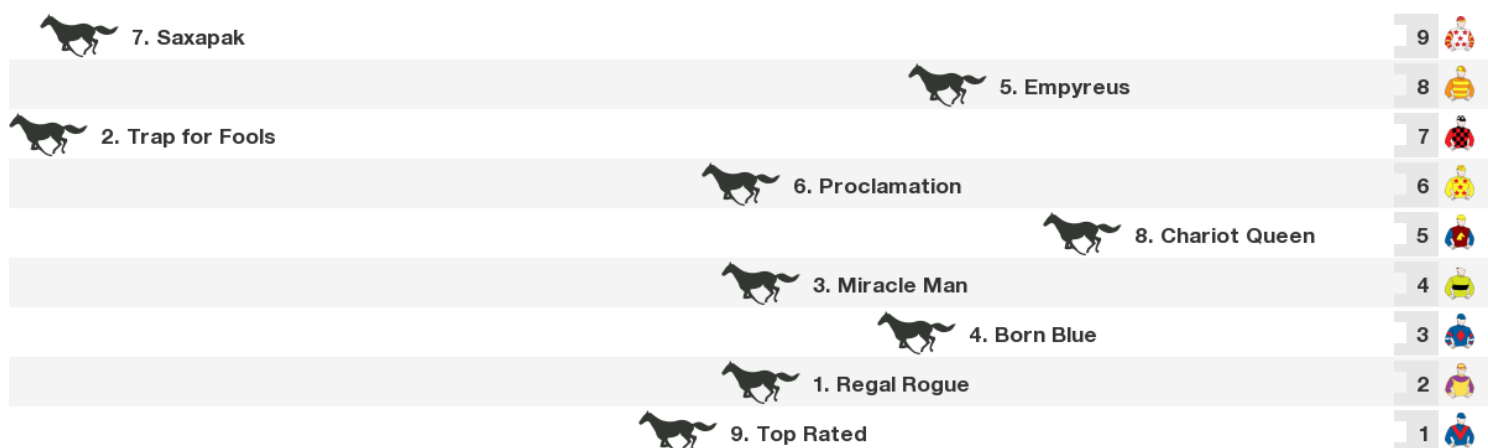 7. Saxapak 9
5. Empyreus 8
2. Trap for Fools 7
6. Proclamation 6
8. Chariot Queen 5
3. Miracle Man 4
4. Born Blue 3
1. Regal Rogue 2
9. Top Rated 1